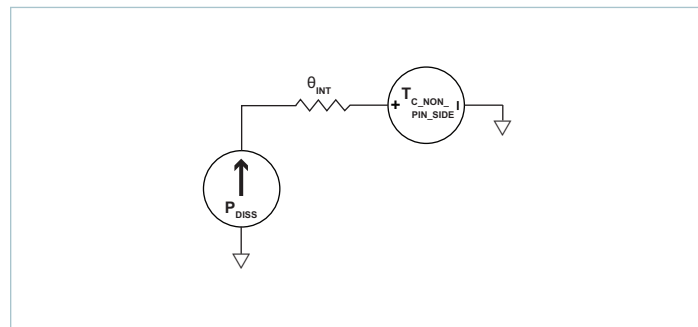 θINT
+ TC_NON_ –
PIN_SIDE
PDISS